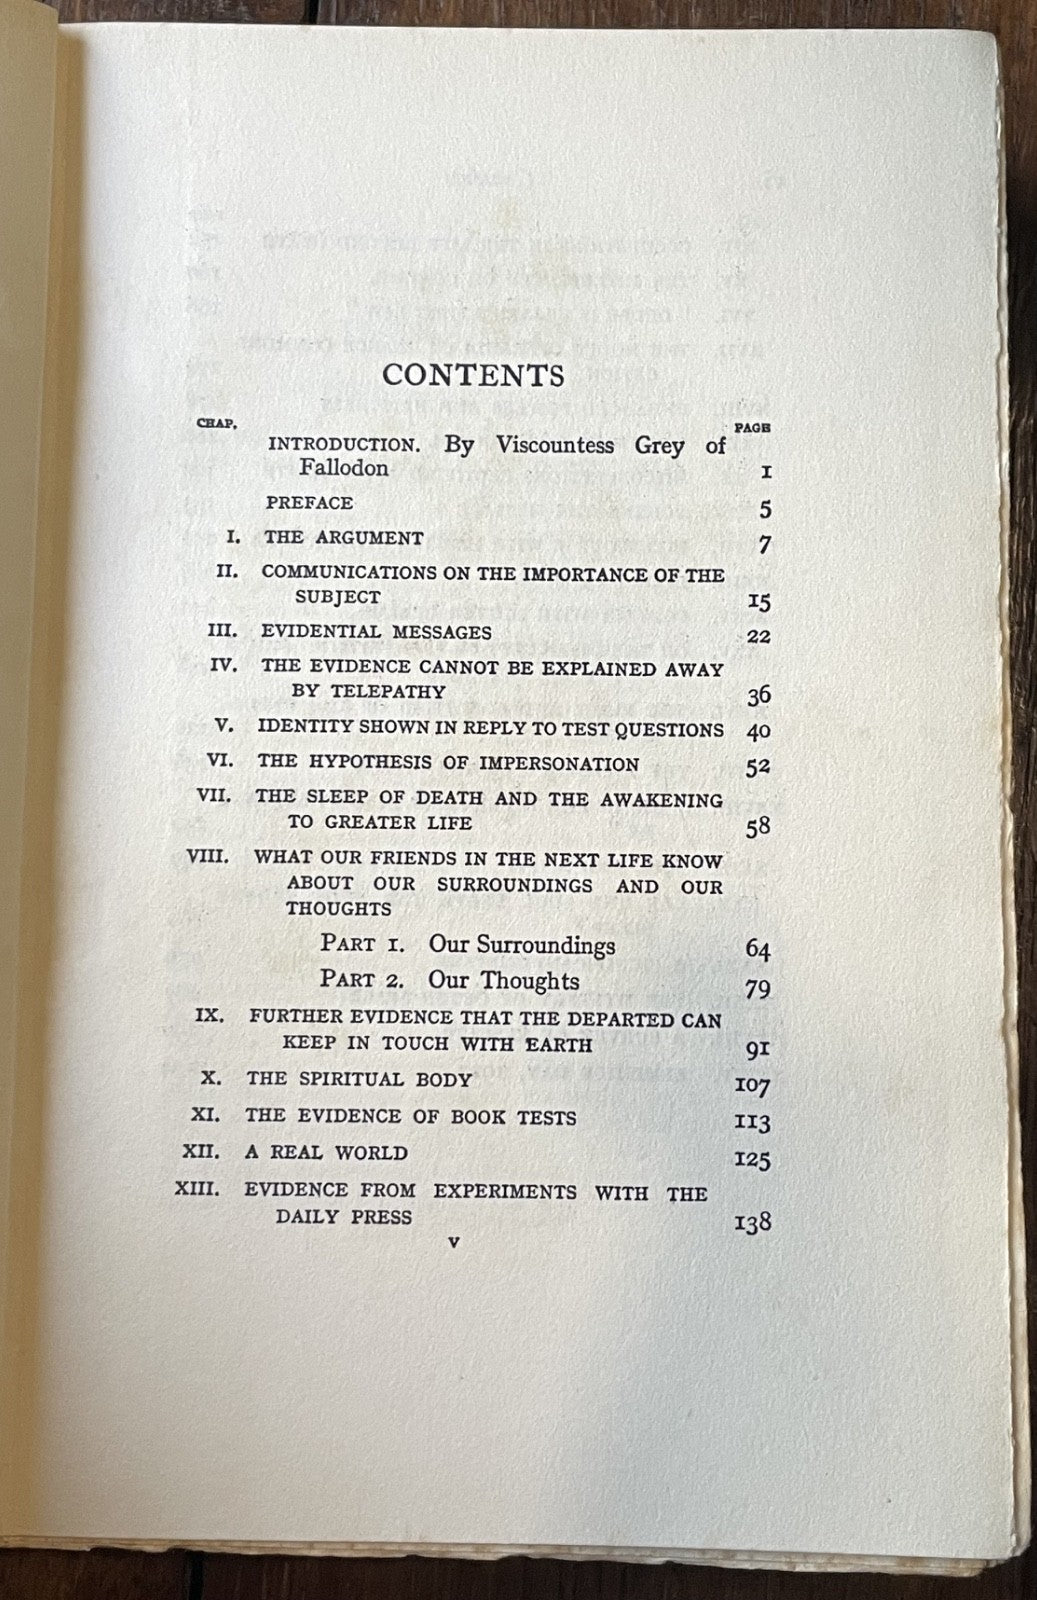 CONTENTS
CHAP. PAGE
INTRODUCTION. By Viscountess Grey of
Fallodon 1
PREFACE 5
I. THE ARGUMENT 7
II. COMMUNICATIONS ON THE IMPORTANCE OF THE
SUBJECT 15
III. EVIDENTIAL MESSAGES 22
IV. THE EVIDENCE CANNOT BE EXPLAINED AWAY
BY TELEPATHY 36
V. IDENTITY SHOWN IN REPLY TO TEST QUESTIONS 40
VI. THE HYPOTHESIS OF IMPERSONATION 52
VII. THE SLEEP OF DEATH AND THE AWAKENING
TO GREATER LIFE 58
VIII. WHAT OUR FRIENDS IN THE NEXT LIFE KNOW
ABOUT OUR SURROUNDINGS AND OUR
THOUGHTS
PART 1. Our Surroundings 64
PART 2. Our Thoughts 79
IX. FURTHER EVIDENCE THAT THE DEPARTED CAN
KEEP IN TOUCH WITH EARTH 91
X. THE SPIRITUAL BODY 107
XI. THE EVIDENCE OF BOOK TESTS 113
XII. A REAL WORLD 125
XIII. EVIDENCE FROM EXPERIMENTS WITH THE
DAILY PRESS 138
v